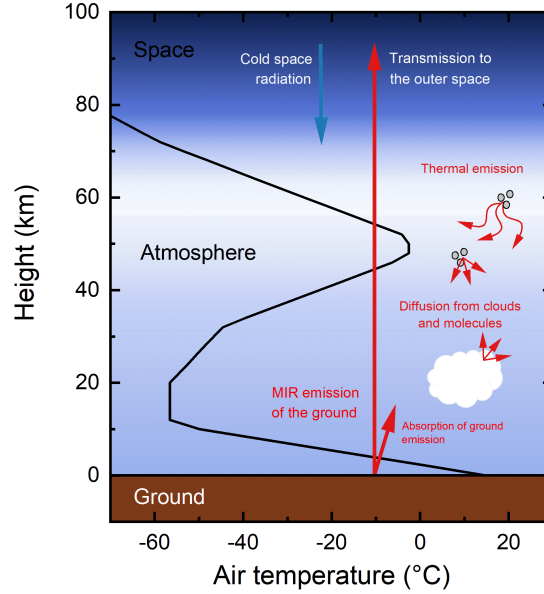 100
80
60
40
20
0
Height (km)
Space
Cold space
radiation
Transmission to
the outer space
Thermal emission
Atmosphere
Diffusion from clouds
and molecules
MIR emission
of the ground
Absorption of ground
emission
Ground
-60
-40
-20
0
20
Air temperature (°C)